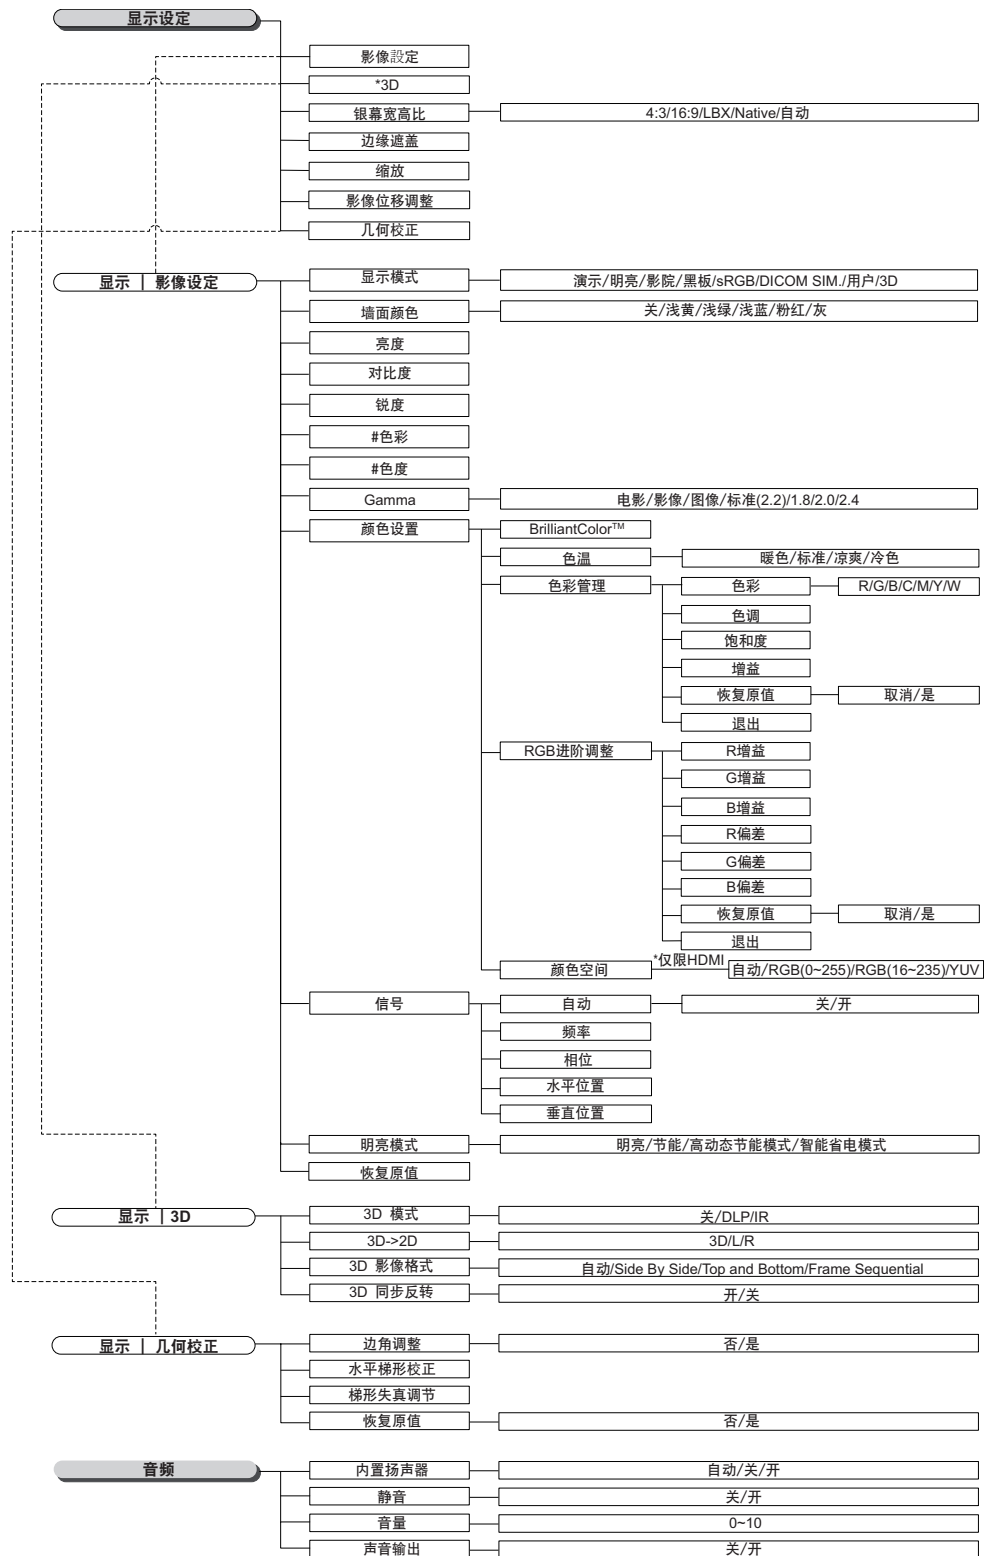 显示设定
影像設定
*3D
银幕宽高比 4:3/16:9/LBX/Native/自动
边缘遮盖
缩放
影像位移调整
几何校正
显示 | 影像设定
显示模式 演示/明亮/影院/黑板/sRGB/DICOM SIM./用户/3D
墙面颜色 关/浅黄/浅绿/浅蓝/粉红/灰
亮度
对比度
锐度
#色彩
#色度
Gamma 电影/影像/图像/标准(2.2)/1.8/2.0/2.4
颜色设置 BrilliantColor™
色温 暖色/标准/凉爽/冷色
色彩管理 色彩 R/G/B/C/M/Y/W
色调
饱和度
增益
恢复原值 取消/是
退出
RGB进阶调整 R增益
G增益
B增益
R偏差
G偏差
B偏差
恢复原值 取消/是
退出
颜色空间 *仅限HDMI 自动/RGB(0~255)/RGB(16~235)/YUV
信号 自动 关/开
频率
相位
水平位置
垂直位置
明亮模式 明亮/节能/高动态节能模式/智能省电模式
恢复原值
显示 | 3D
3D 模式 关/DLP/IR
3D->2D 3D/L/R
3D 影像格式 自动/Side By Side/Top and Bottom/Frame Sequential
3D 同步反转 开/关
显示 | 几何校正
边角调整 否/是
水平梯形校正
梯形失真调节
恢复原值 否/是
音频
内置扬声器 自动/关/开
静音 关/开
音量 0~10
声音输出 关/开